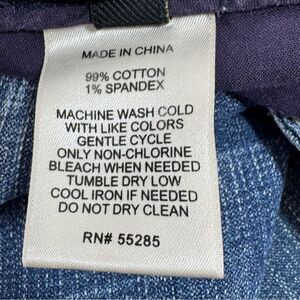 MADE IN CHINA
99% COTTON
1% SPANDEX
MACHINE WASH COLD
WITH LIKE COLORS
GENTLE CYCLE
ONLY NON-CHLORINE
BLEACH WHEN NEEDED
TUMBLE DRY LOW
COOL IRON IF NEEDED
DO NOT DRY CLEAN
RN# 55285